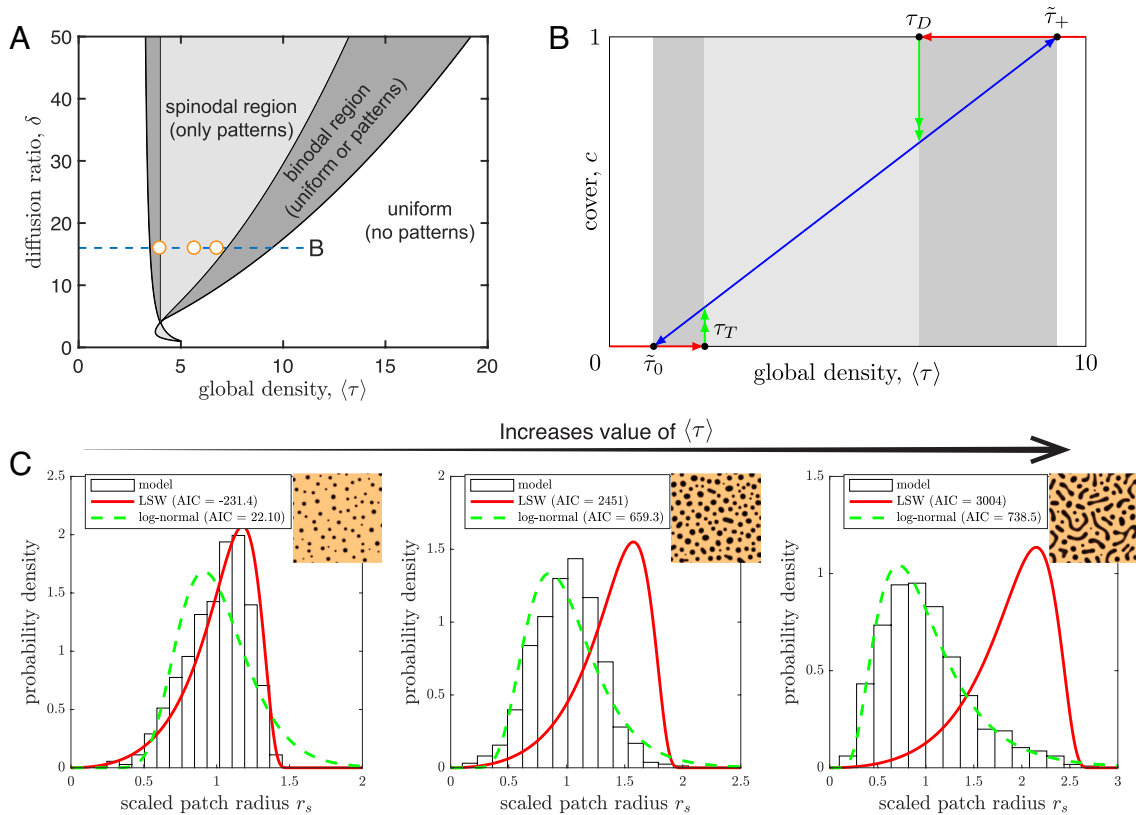 A
50
40
30
20
10
0
diffusion ratio, δ
spinodal region
(only patterns)
binodal region
(uniform or patterns)
uniform
(no patterns)
B
0
5
10
15
20
global density, ⟨τ⟩
B
1
cover, c
0
τ_D
τ̃_+
τ_T
τ̃_0
global density, ⟨τ⟩
10
Increases value of ⟨τ⟩
C
2.5
2
1.5
1
0.5
0
probability density
model
LSW (AIC = -231.4)
log-normal (AIC = 22.10)
0
0.5
1
1.5
2
scaled patch radius r_s
2
1.5
1
0.5
0
probability density
model
LSW (AIC = 2451)
log-normal (AIC = 659.3)
0
0.5
1
1.5
2
2.5
scaled patch radius r_s
1.5
1
0.5
0
probability density
model
LSW (AIC = 3004)
log-normal (AIC = 738.5)
0
0.5
1
1.5
2
2.5
3
scaled patch radius r_s